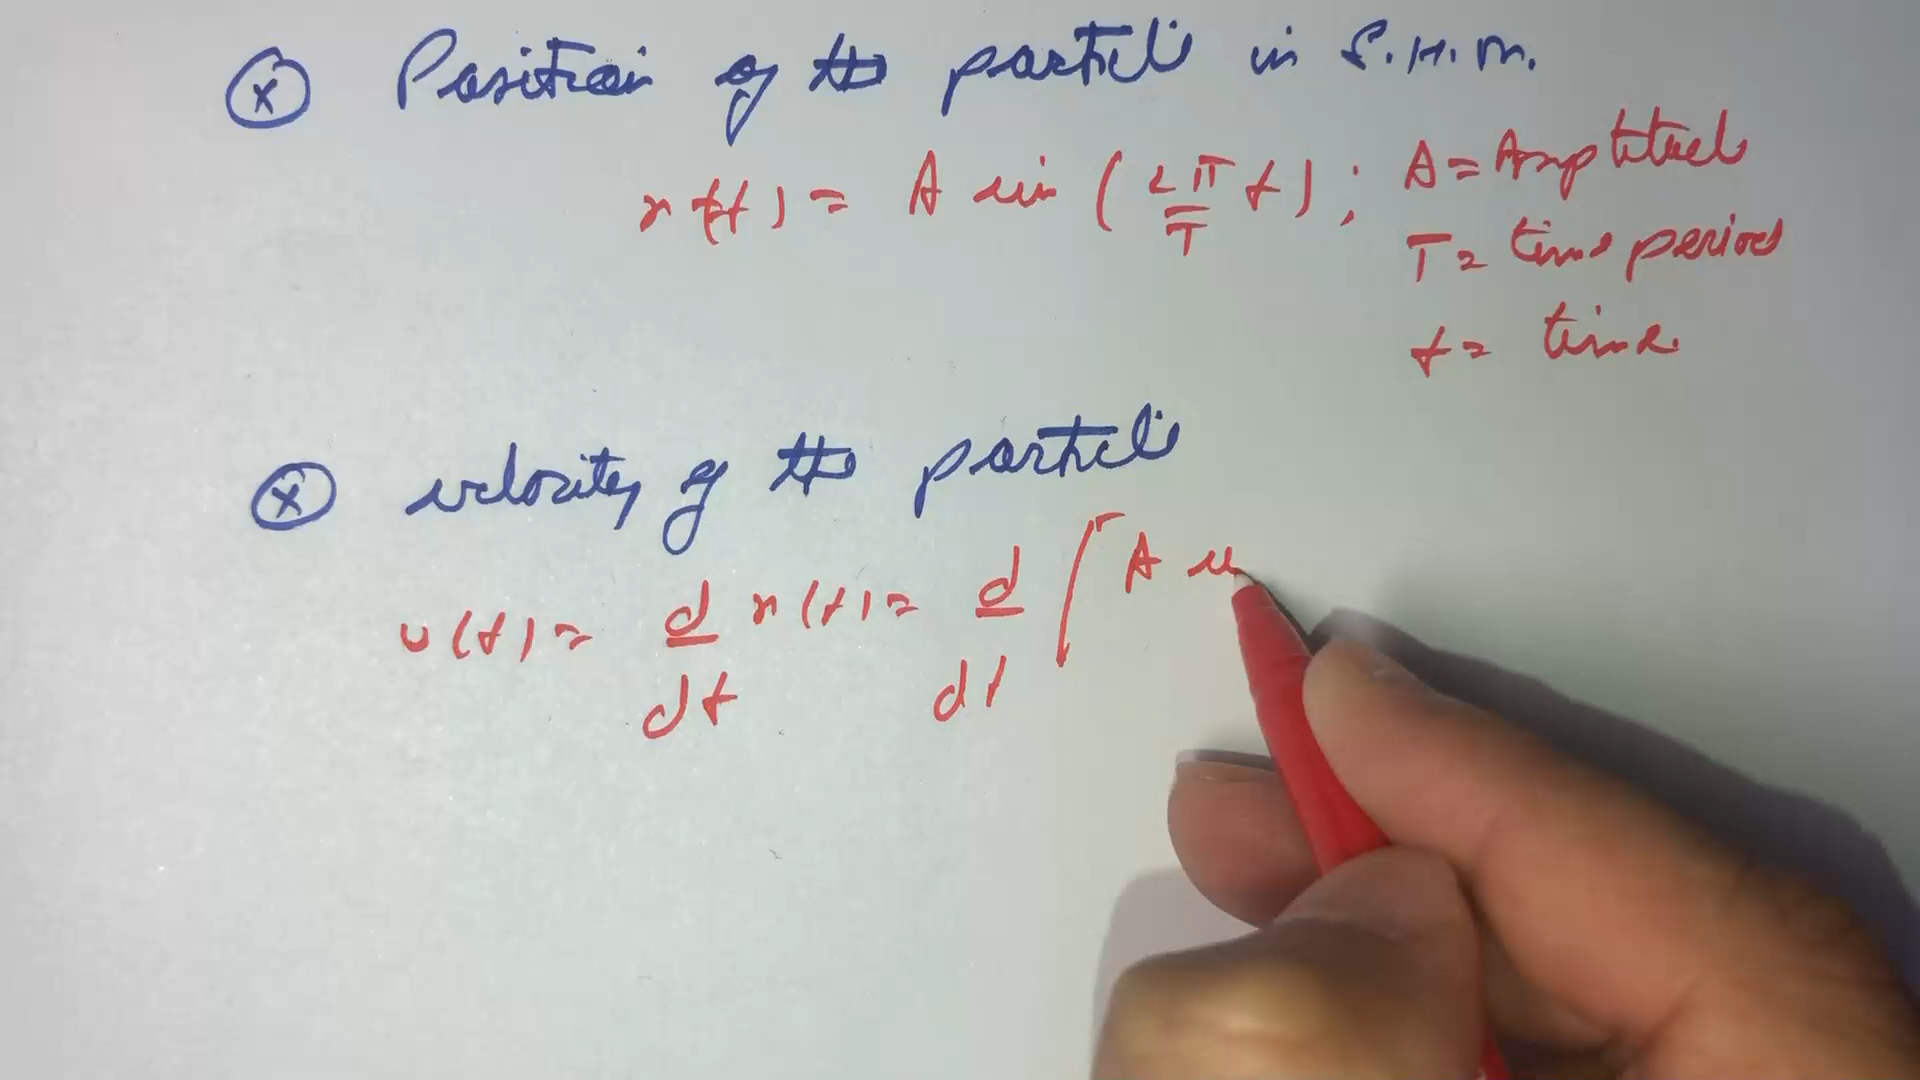 Ⓧ Position of the particle in S.H.M.
x(t) = A sin (2π/T t) ; A = Amplitude
T = time period
t = time
Ⓧ velocity of the particle
v(t) = d/dt x(t) = d/dt [ A